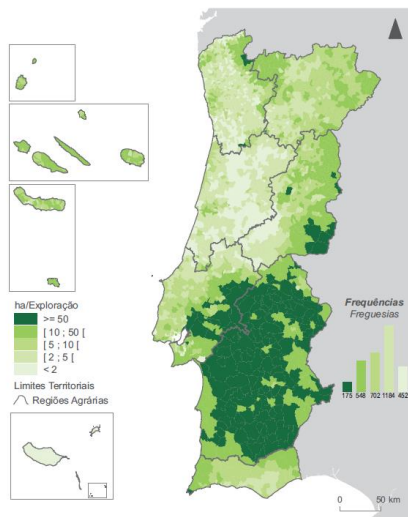 ha/Exploração
>= 50
[ 10 ; 50 [
[ 5 ; 10 [
[ 2 ; 5 [
< 2
Limites Territoriais
Regiões Agrárias
Frequências
Freguesias
175 548 702 1184 452
0 50 km